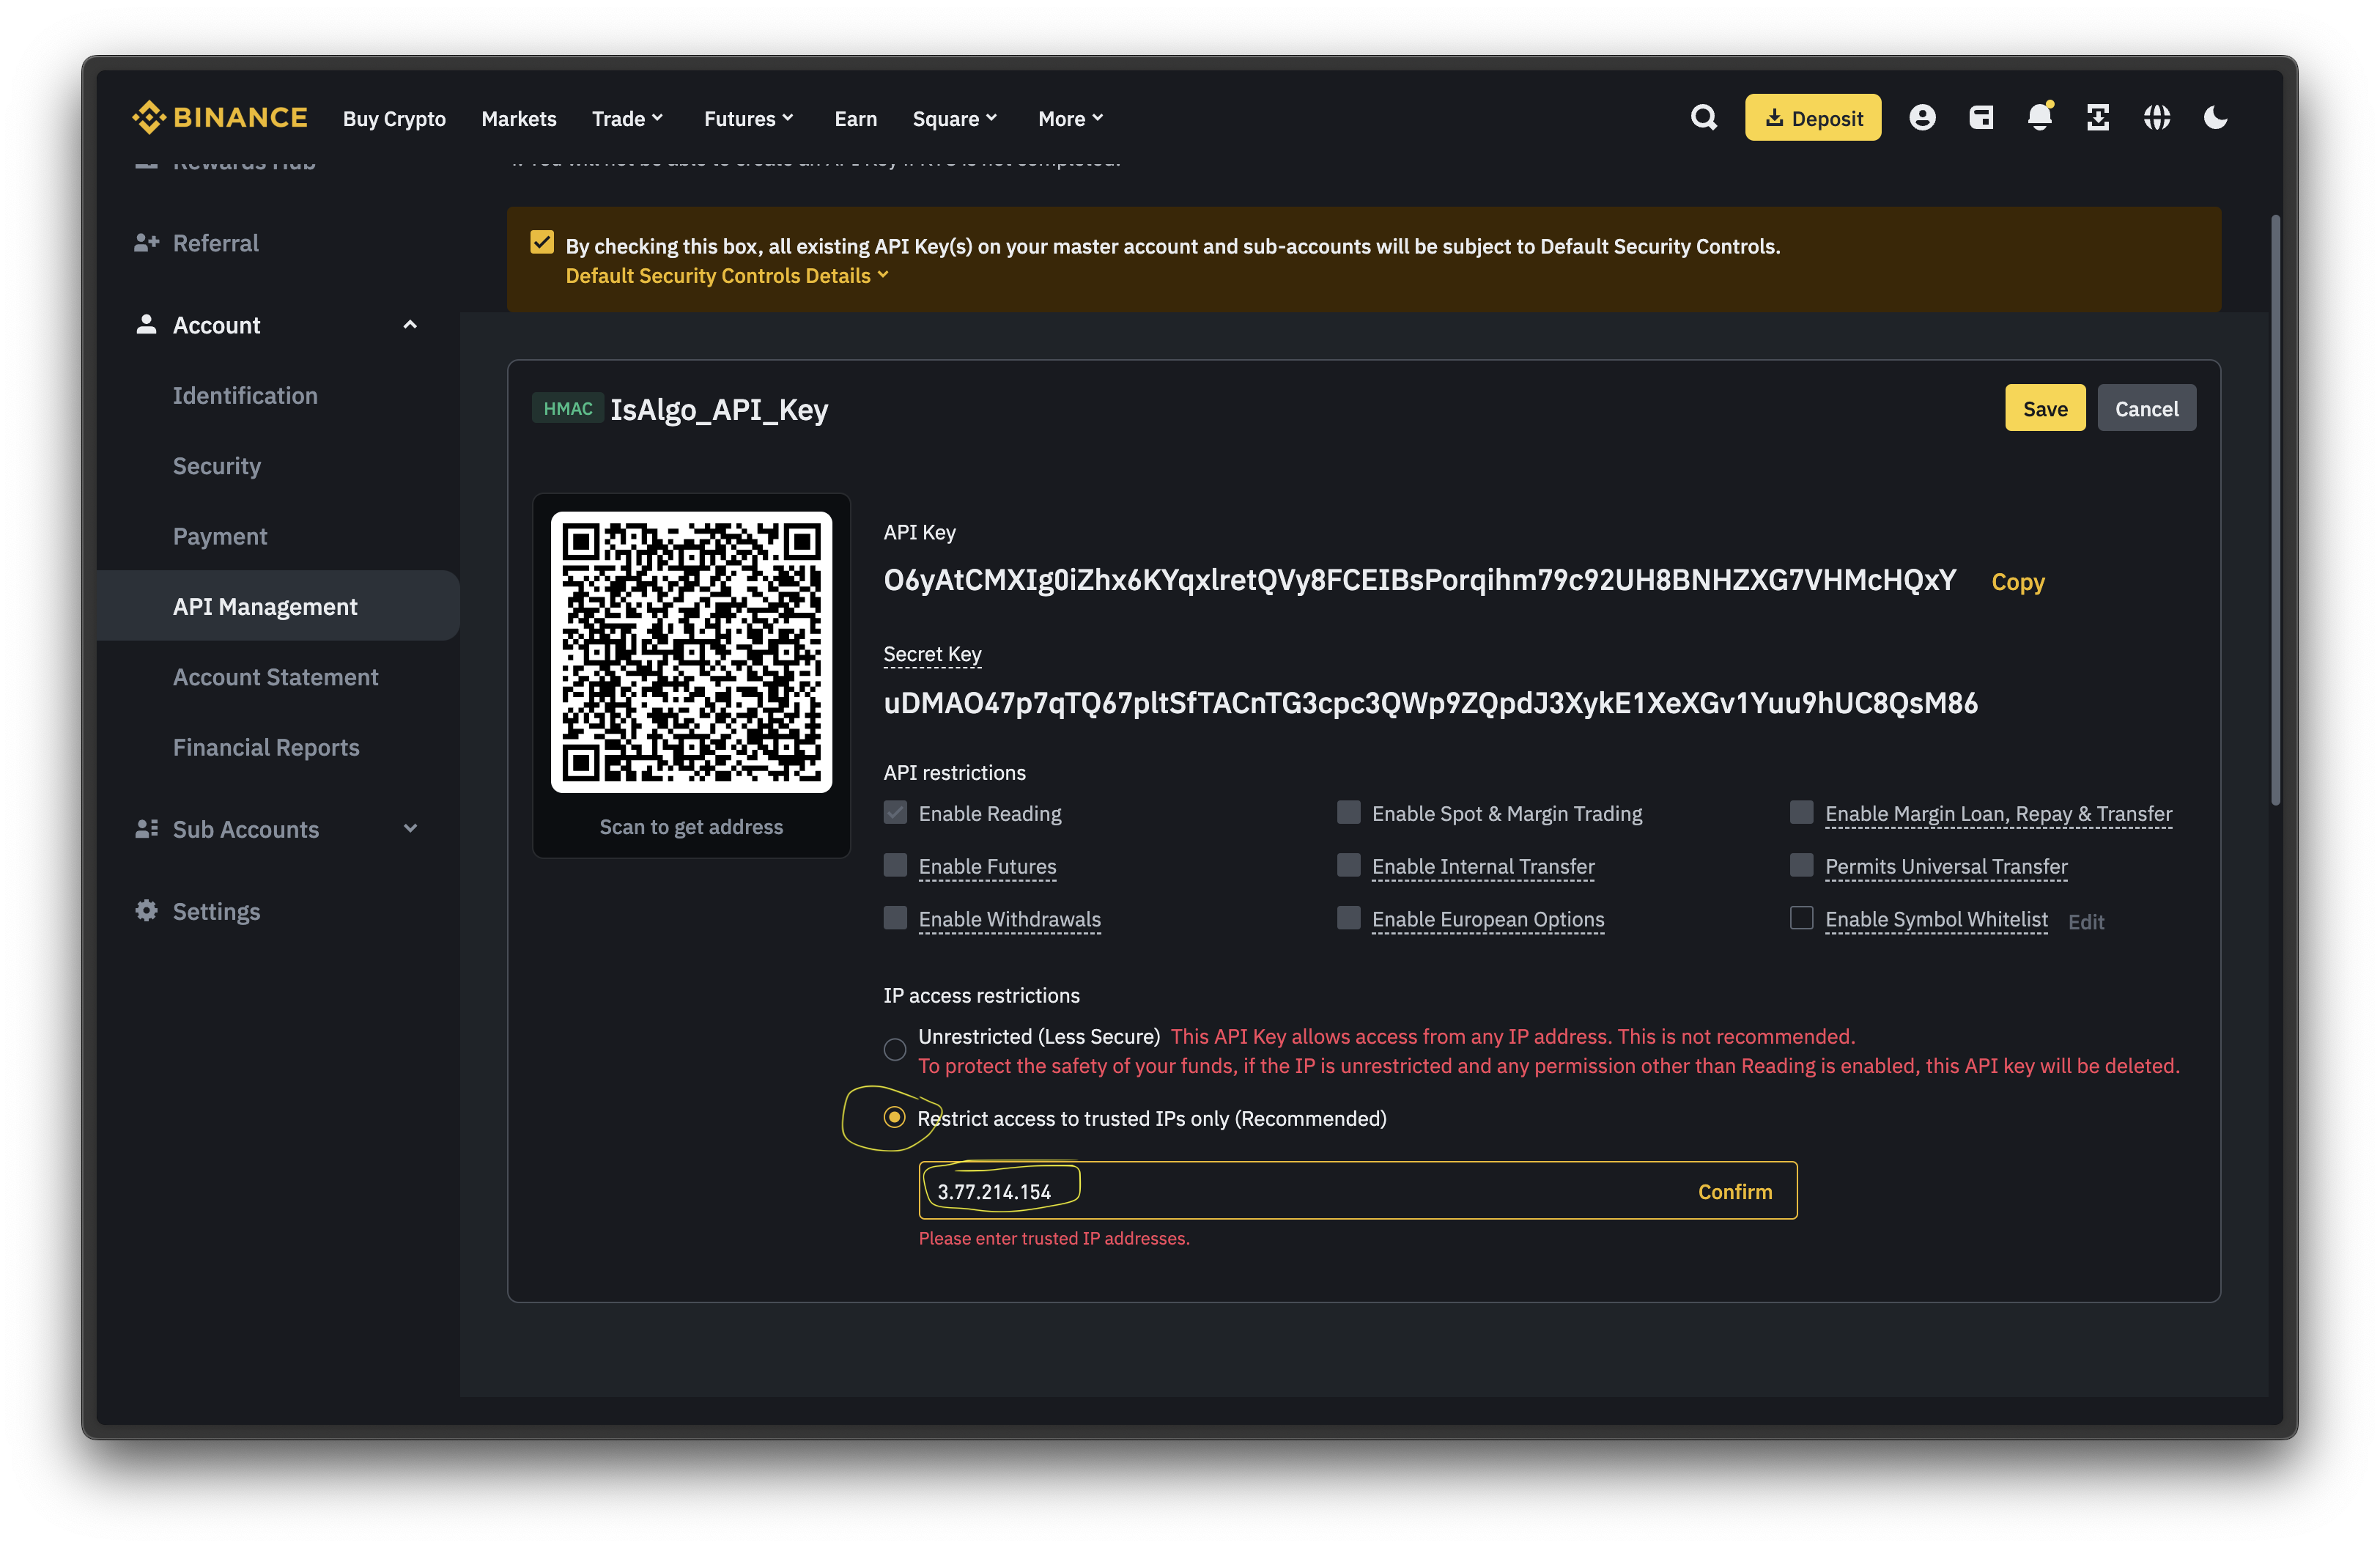 BINANCE Buy Crypto Markets Trade Futures Earn Square More Deposit
Rewards Hub
Referral
Account
Identification
Security
Payment
API Management
Account Statement
Financial Reports
Sub Accounts
Settings
By checking this box, all existing API Key(s) on your master account and sub-accounts will be subject to Default Security Controls.
Default Security Controls Details
HMAC IsAlgo_API_Key
Save Cancel
Scan to get address
API Key
O6yAtCMXIg0iZhx6KYqxlretQVy8FCEIBsPorqihm79c92UH8BNHZXG7VHMcHQxY Copy
Secret Key
uDMAO47p7qTQ67pltSfTACnTG3cpc3QWp9ZQpdJ3XykE1XeXGv1Yuu9hUC8QsM86
API restrictions
Enable Reading Enable Spot & Margin Trading Enable Margin Loan, Repay & Transfer
Enable Futures Enable Internal Transfer Permits Universal Transfer
Enable Withdrawals Enable European Options Enable Symbol Whitelist Edit
IP access restrictions
Unrestricted (Less Secure) This API Key allows access from any IP address. This is not recommended.
To protect the safety of your funds, if the IP is unrestricted and any permission other than Reading is enabled, this API key will be deleted.
Restrict access to trusted IPs only (Recommended)
3.77.214.154 Confirm
Please enter trusted IP addresses.